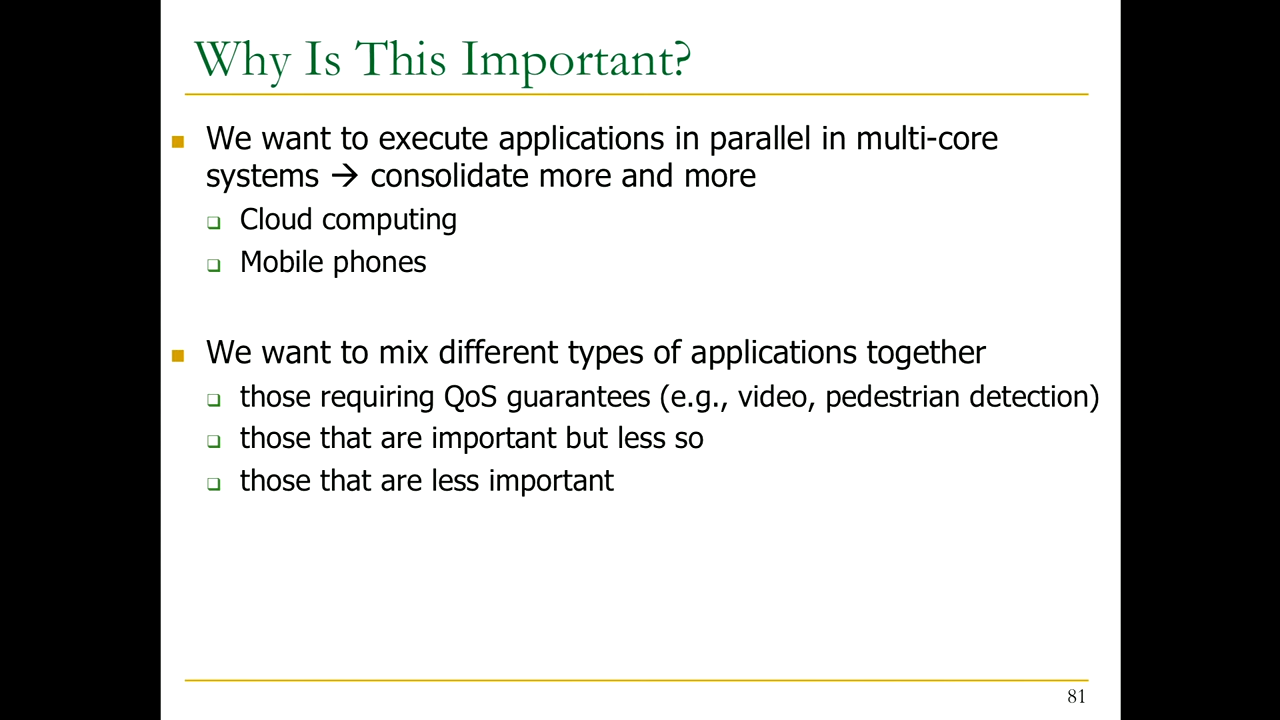 Why Is This Important?
We want to execute applications in parallel in multi-core
systems → consolidate more and more
Cloud computing
Mobile phones
We want to mix different types of applications together
those requiring QoS guarantees (e.g., video, pedestrian detection)
those that are important but less so
those that are less important
81